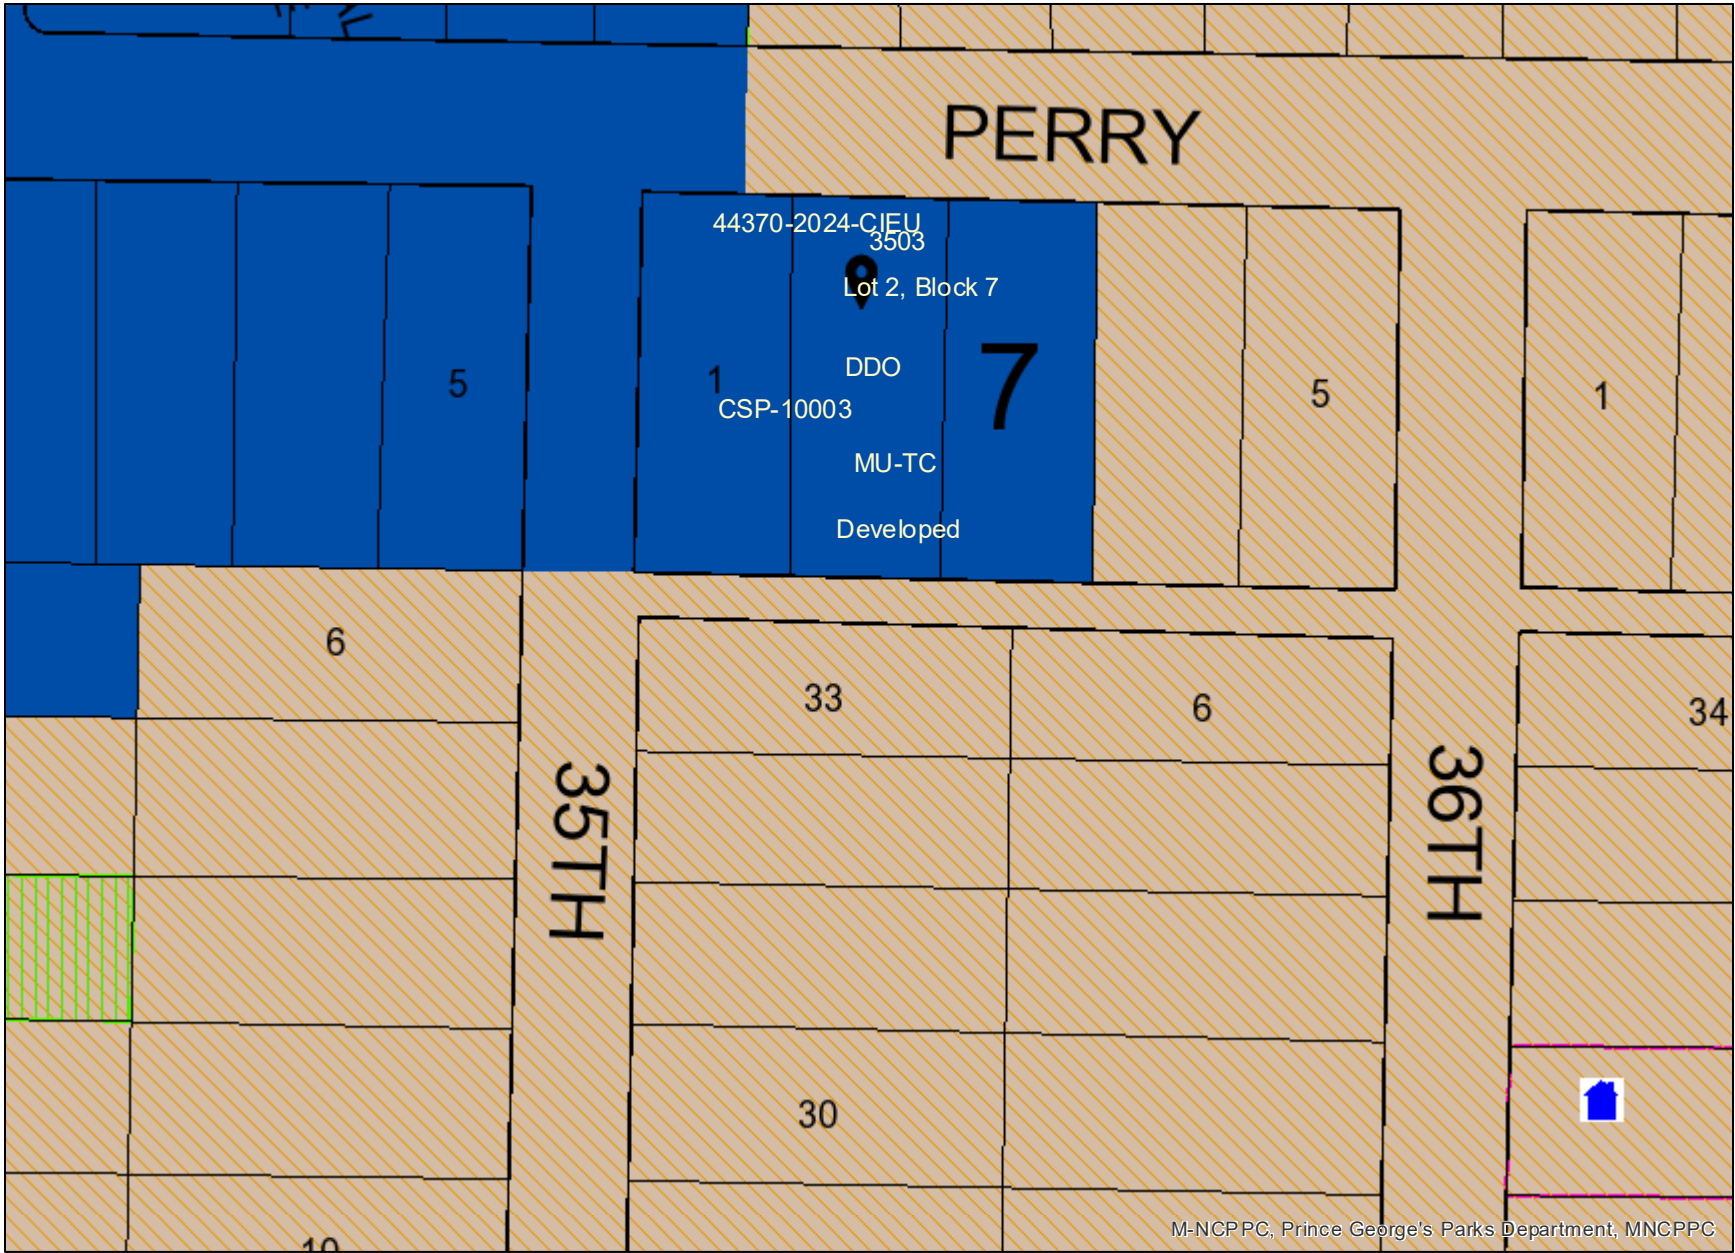 PERRY
44370-2024-CIEU
3503
Lot 2, Block 7
7
DDO
5
1
5
1
CSP-10003
MU-TC
Developed
6
33
6
34
35TH
36TH
30
10
M-NCPPC, Prince George's Parks Department, MNCPPC